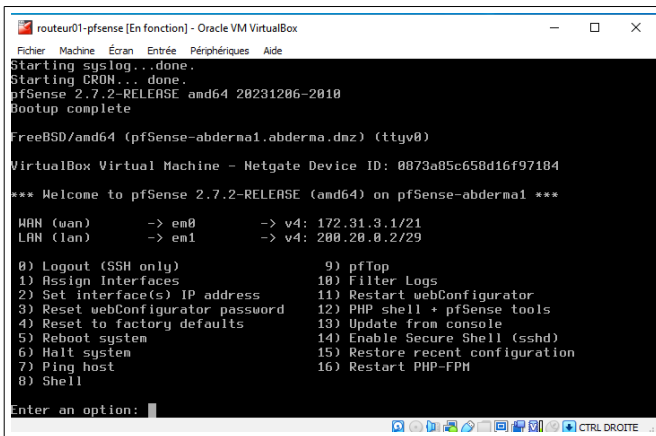 routeur01-pfsense [En fonction] - Oracle VM VirtualBox
Fichier Machine Écran Entrée Périphériques Aide
Starting syslog...done.
Starting CRON... done.
pfSense 2.7.2-RELEASE amd64 20231206-2010
Bootup complete
FreeBSD/amd64 (pfSense-abderma1.abderma.dmz) (ttyv0)
VirtualBox Virtual Machine - Netgate Device ID: 0873a85c658d16f97184
*** Welcome to pfSense 2.7.2-RELEASE (amd64) on pfSense-abderma1 ***
WAN (wan) -> em0 -> v4: 172.31.3.1/21
LAN (lan) -> em1 -> v4: 200.20.0.2/29
0) Logout (SSH only) 9) pfTop
1) Assign Interfaces 10) Filter Logs
2) Set interface(s) IP address 11) Restart webConfigurator
3) Reset webConfigurator password 12) PHP shell + pfSense tools
4) Reset to factory defaults 13) Update from console
5) Reboot system 14) Enable Secure Shell (sshd)
6) Halt system 15) Restore recent configuration
7) Ping host 16) Restart PHP-FPM
8) Shell
Enter an option:
CTRL DROITE